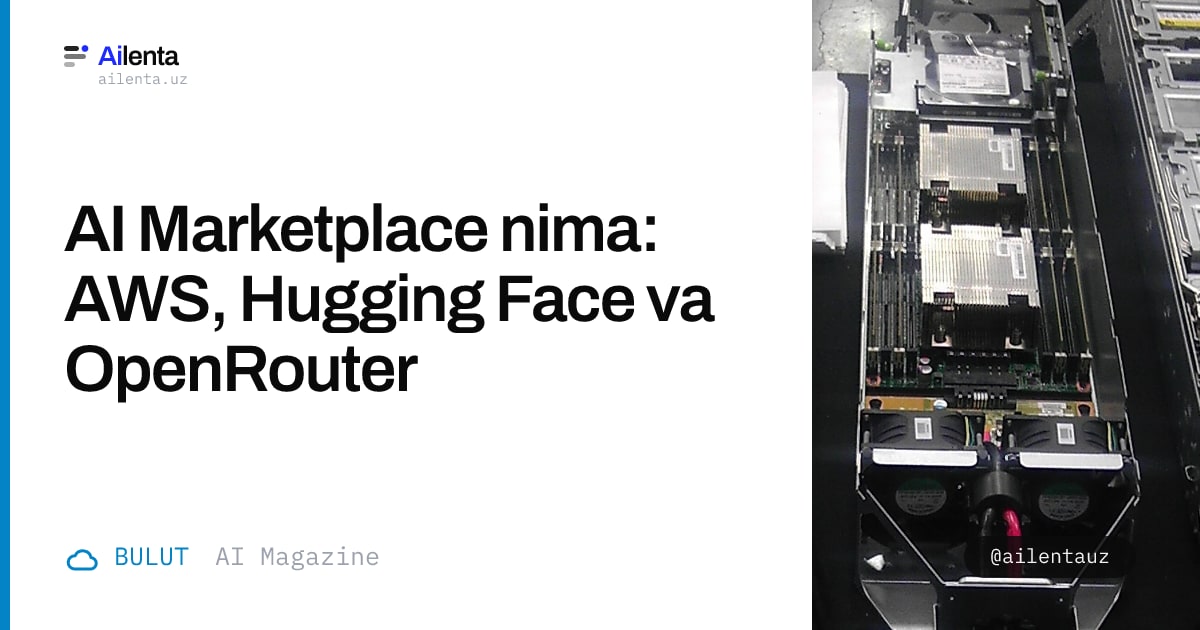 Ailenta
ailenta.uz
AI Marketplace nima:
AWS, Hugging Face va
OpenRouter
BULUT AI Magazine
@ailentauz